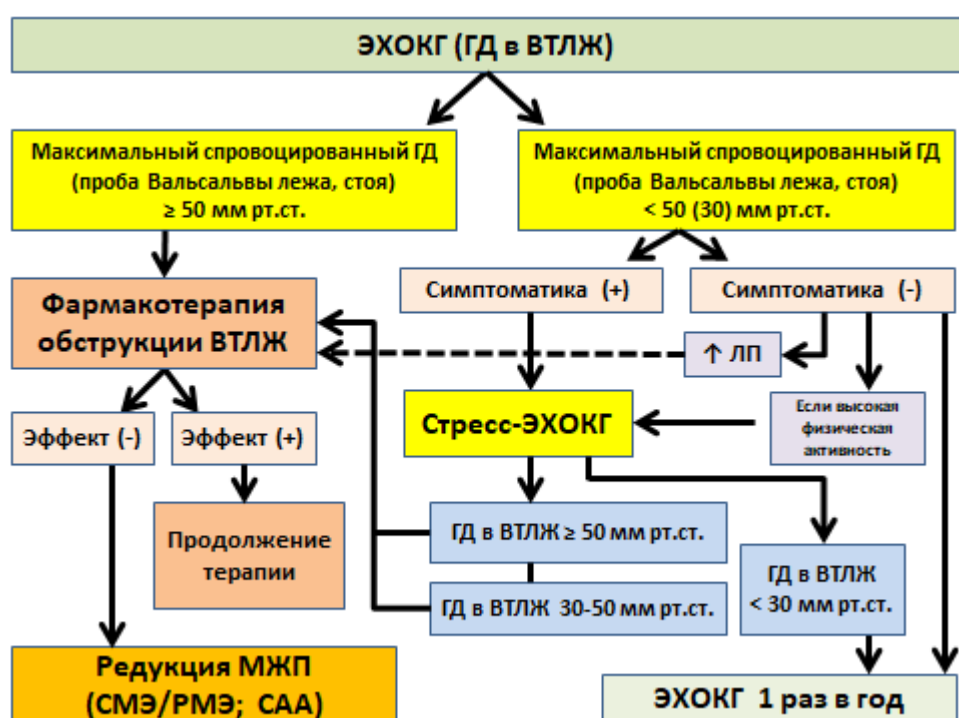 ЭХОКГ (ГД в ВТЛЖ)
Максимальный спровоцированный ГД
(проба Вальсальвы лежа, стоя)
≥ 50 мм рт.ст.
Максимальный спровоцированный ГД
(проба Вальсальвы лежа, стоя)
< 50 (30) мм рт.ст.
Фармакотерапия
обструкции ВТЛЖ
Симптоматика (+)
Симптоматика (-)
↑ ЛП
Эффект (-)
Эффект (+)
Стресс-ЭХОКГ
Если высокая
физическая
активность
Продолжение
терапии
ГД в ВТЛЖ ≥ 50 мм рт.ст.
ГД в ВТЛЖ 30-50 мм рт.ст.
ГД в ВТЛЖ
< 30 мм рт.ст.
Редукция МЖП
(СМЭ/РМЭ; САА)
ЭХОКГ 1 раз в год